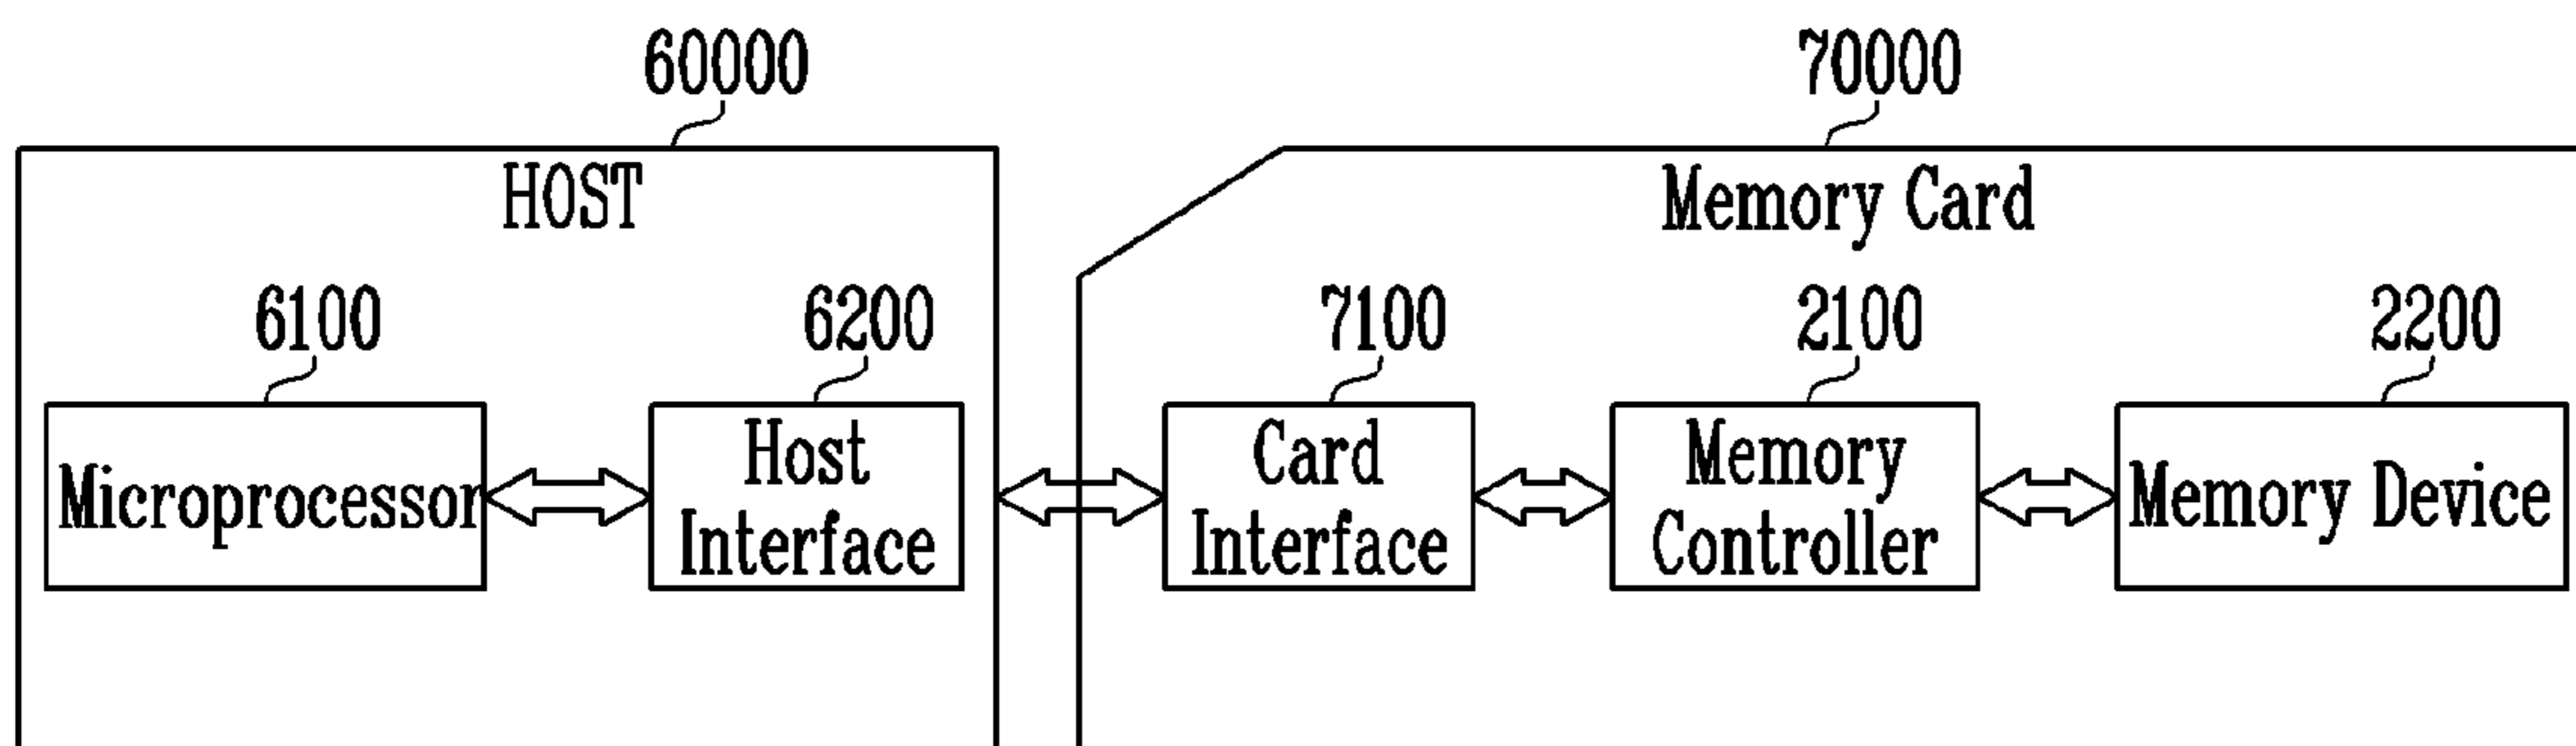 60000
70000
HOST
Memory Card
6100
6200
7100
2100
2200
Microprocessor
Host
Interface
Card
Interface
Memory
Controller
Memory Device